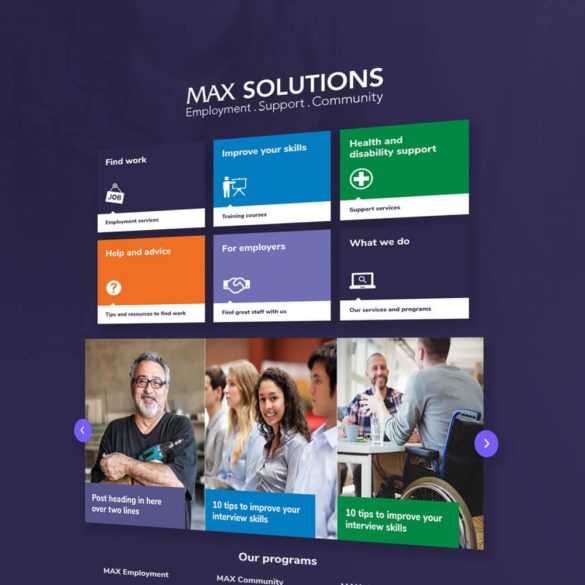 MAX SOLUTIONS
Employment . Support . Community
Find work
JOB
Employment services
Improve your skills
Training courses
Health and
disability support
Support services
Help and advice
?
Tips and resources to find work
For employers
Find great staff with us
What we do
Our services and programs
Post heading in here
over two lines
10 tips to improve your
interview skills
10 tips to improve your
interview skills
Our programs
MAX Employment
MAX Community